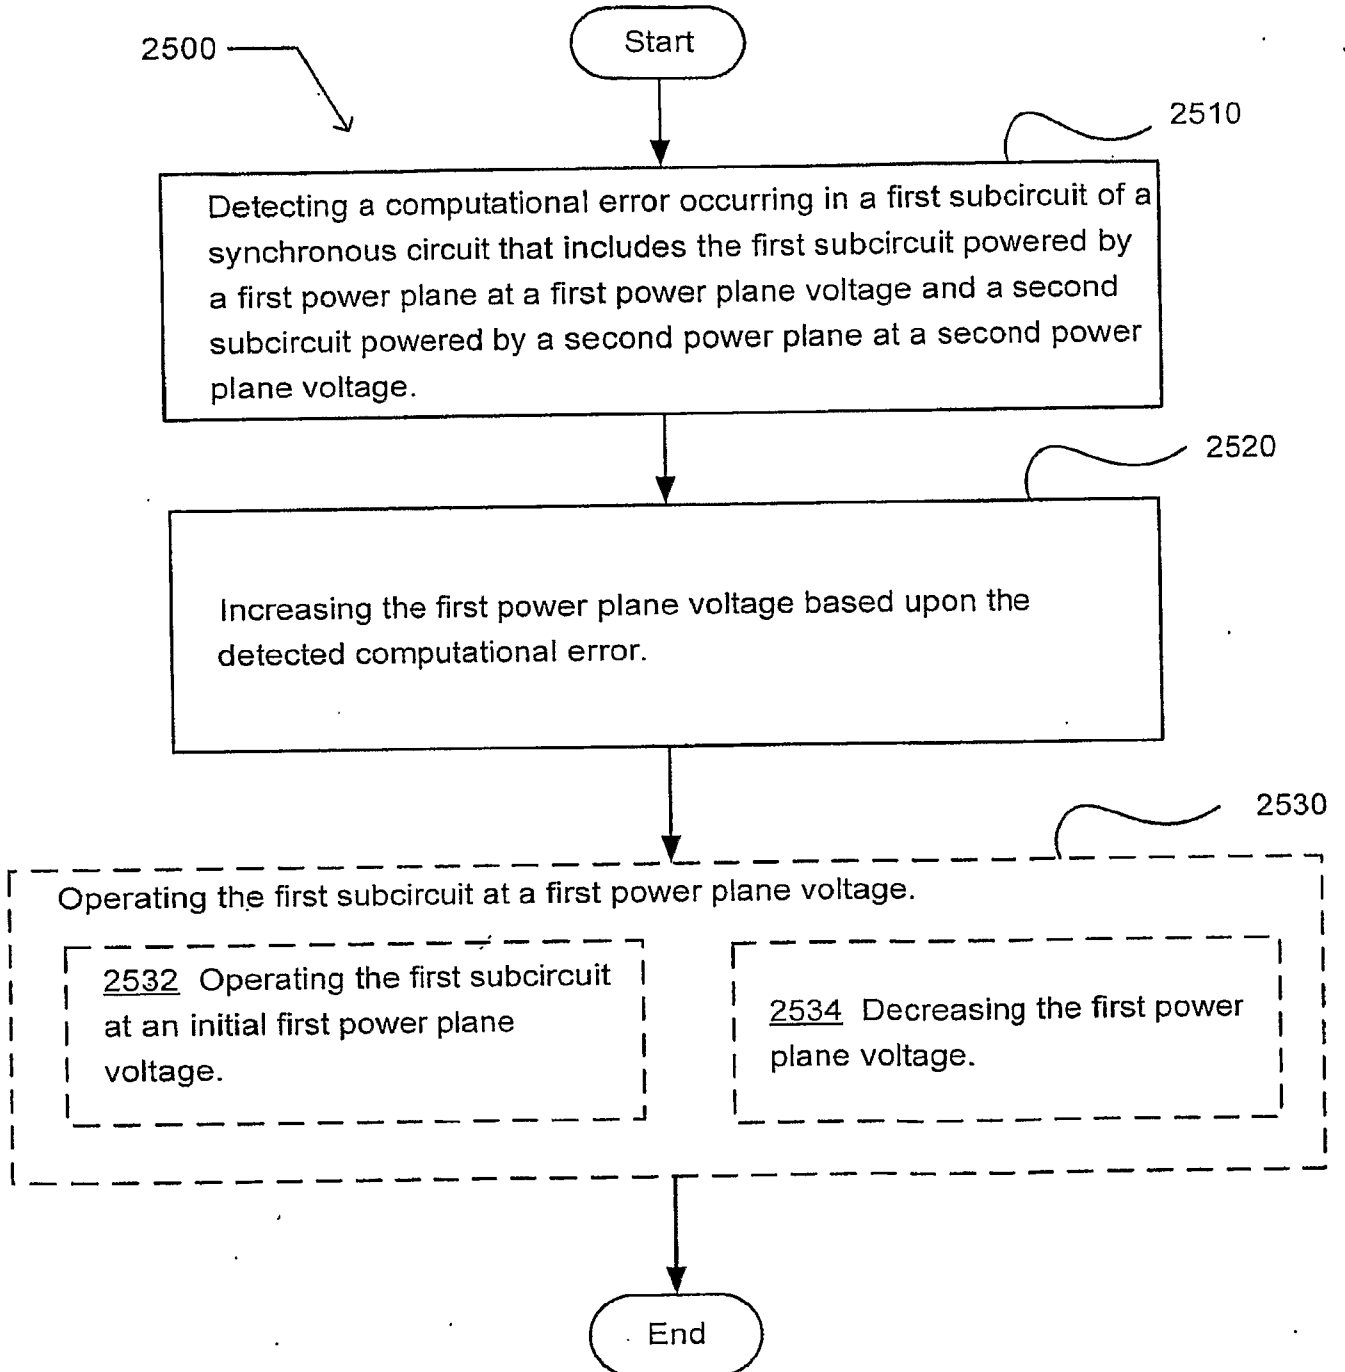 2500
Start
2510
Detecting a computational error occurring in a first subcircuit of a
synchronous circuit that includes the first subcircuit powered by
a first power plane at a first power plane voltage and a second
subcircuit powered by a second power plane at a second power
plane voltage.
2520
Increasing the first power plane voltage based upon the
detected computational error.
2530
Operating the first subcircuit at a first power plane voltage.
2532 Operating the first subcircuit
at an initial first power plane
voltage.
2534 Decreasing the first power
plane voltage.
End